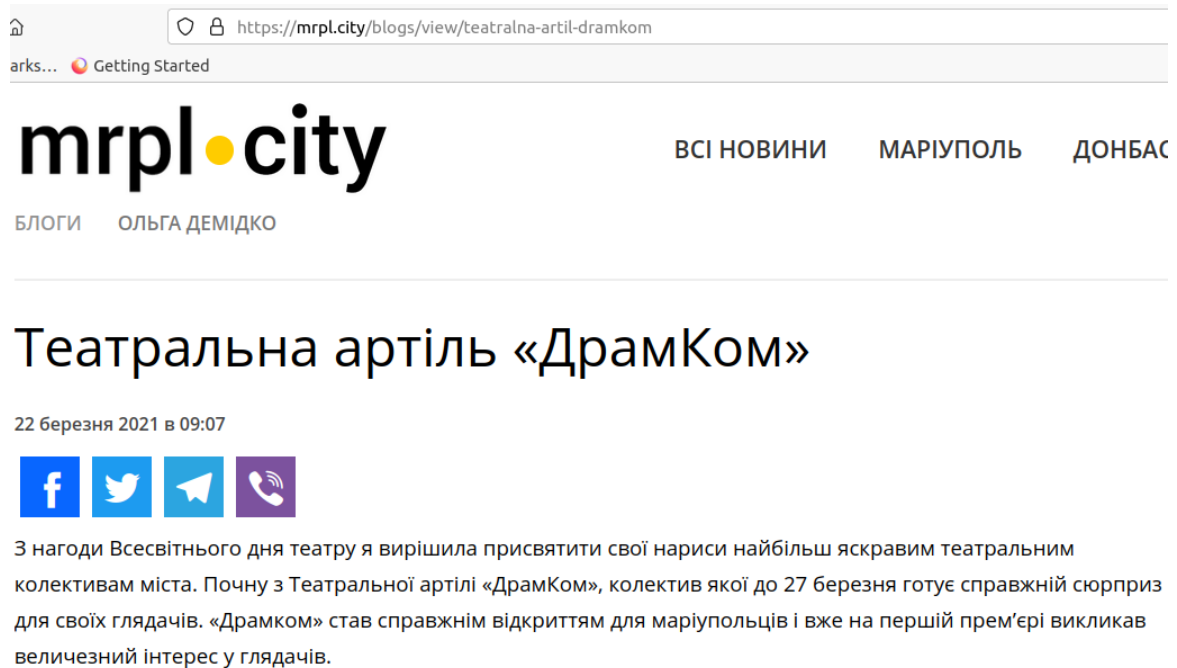 https://mrpl.city/blogs/view/teatralna-artil-dramkom
arks... Getting Started
mrpl city
ВСІ НОВИНИ МАРІУПОЛЬ ДОНБАС
БЛОГИ ОЛЬГА ДЕМІДКО
Театральна артіль «ДрамКом»
22 березня 2021 в 09:07
З нагоди Всесвітнього дня театру я вирішила присвятити свої нариси найбільш яскравим театральним
колективам міста. Почну з Театральної артілі «ДрамКом», колектив якої до 27 березня готує справжній сюрприз
для своїх глядачів. «Драмком» став справжнім відкриттям для маріупольців і вже на першій прем’єрі викликав
величезний інтерес у глядачів.